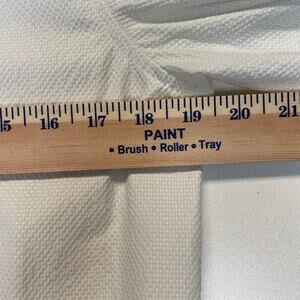 5 16 17 18 19 20 21
PAINT
• Brush • Roller • Tray